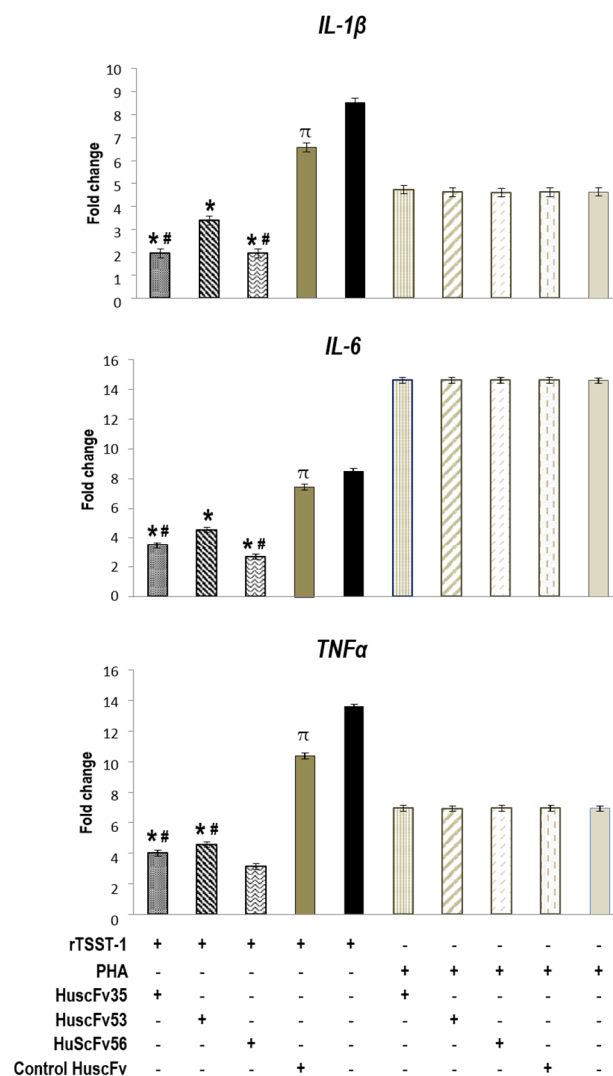 IL-1β
10
9
8
7
6
5
4
3
2
1
0
Fold change
* #
*
* #
π
IL-6
16
14
12
10
8
6
4
2
0
Fold change
* #
*
* #
π
TNFα
16
14
12
10
8
6
4
2
0
Fold change
* #
* #
π
rTSST-1 + + + + + - - - - -
PHA - - - - - + + + + +
HuscFv35 + - - - - + - - - -
HuscFv53 - + - - - - + - - -
HuScFv56 - - + - - - - + - -
Control HuscFv - - - + - - - - + -